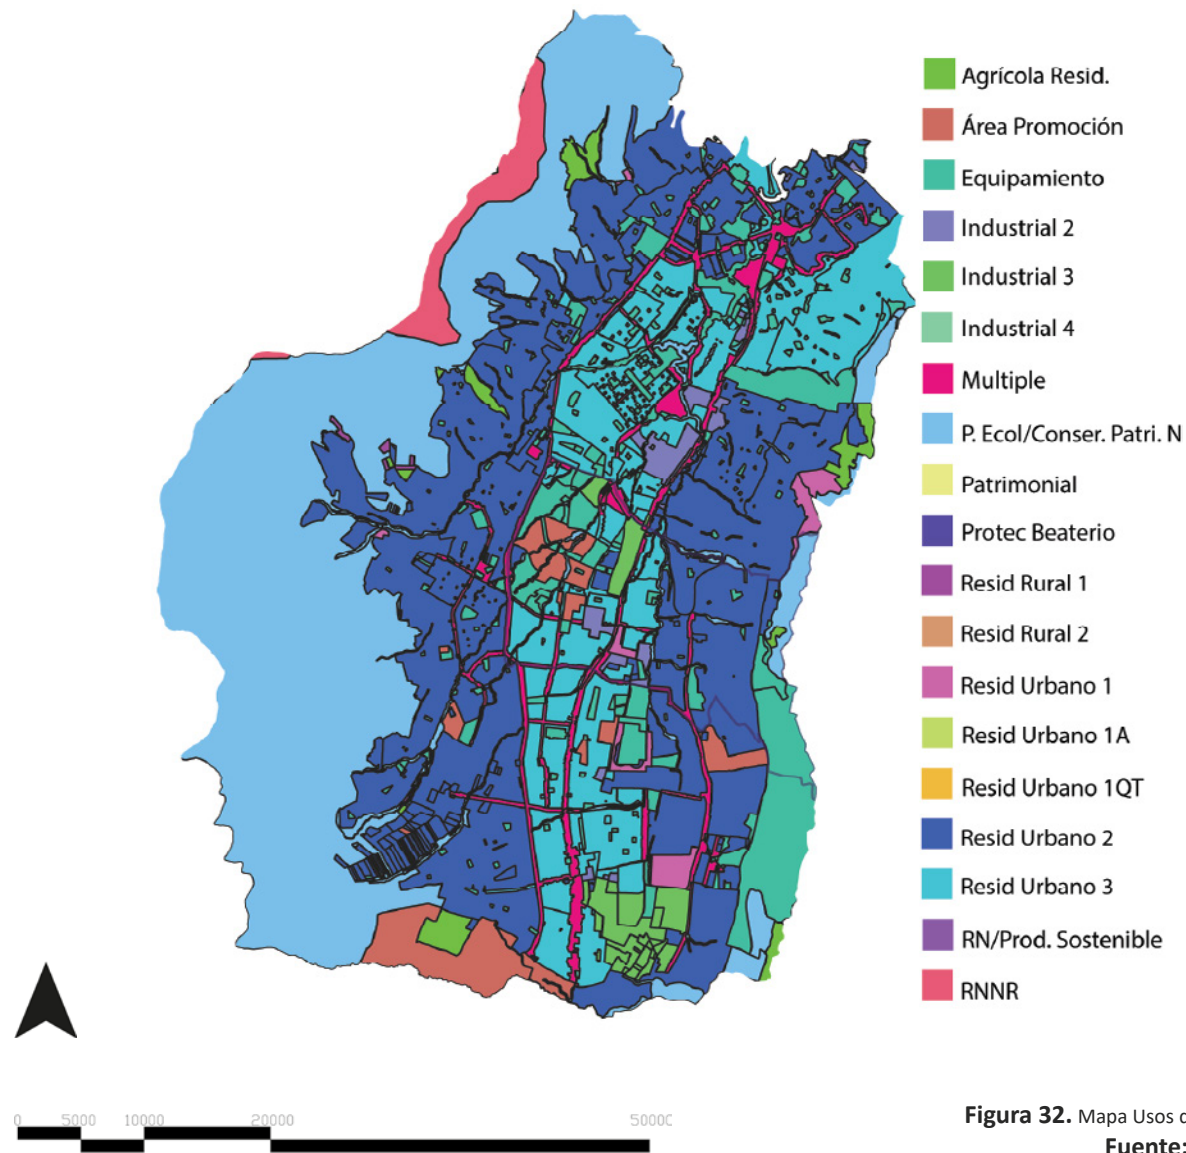 Agrícola Resid.
Área Promoción
Equipamiento
Industrial 2
Industrial 3
Industrial 4
Multiple
P. Ecol/Conser. Patri. N
Patrimonial
Protec Beaterio
Resid Rural 1
Resid Rural 2
Resid Urbano 1
Resid Urbano 1A
Resid Urbano 1QT
Resid Urbano 2
Resid Urbano 3
RN/Prod. Sostenible
RNNR
0 5000 10000 20000 5000C
Figura 32. Mapa Usos
Fuente: